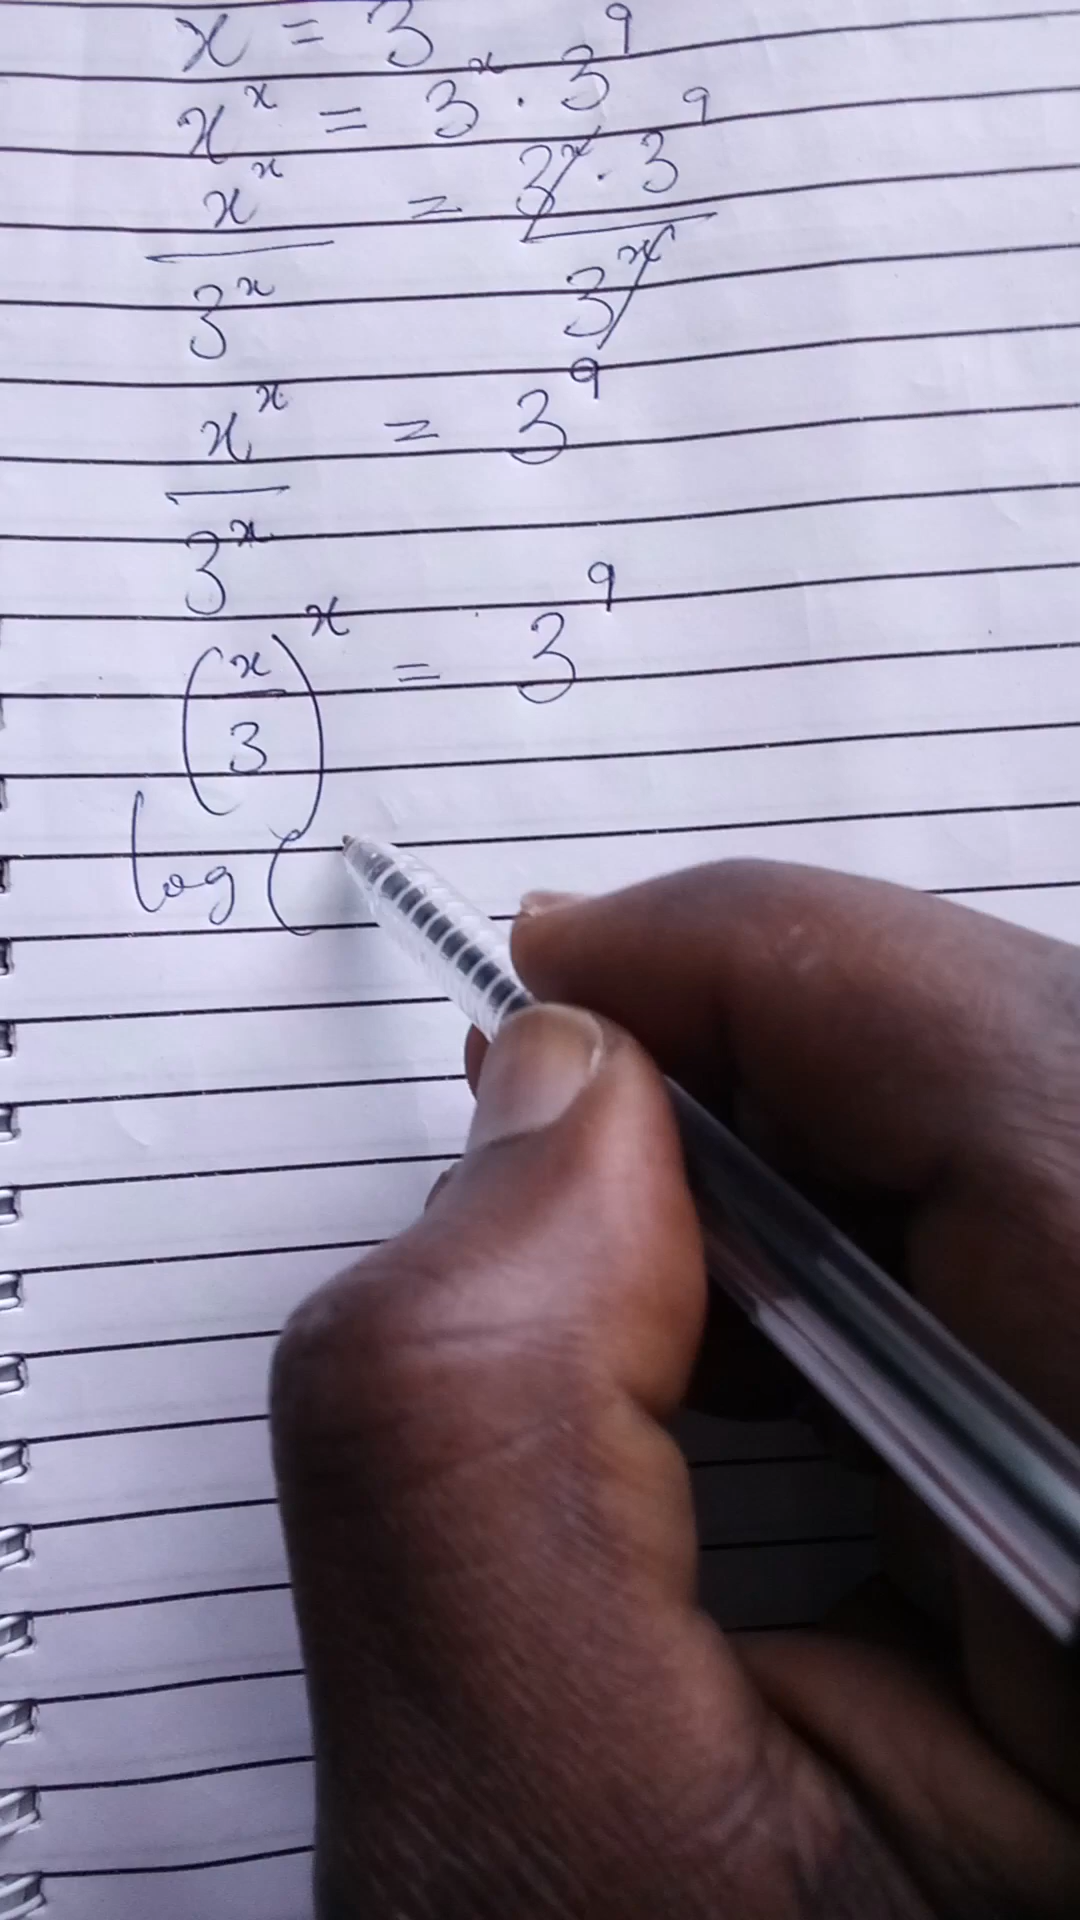 x = 3
x^x = 3^x · 3^9
x^x / 3^x = 3^x · 3^9 / 3^x
x^x / 3^x = 3^9
(x/3)^x = 3^9
log (